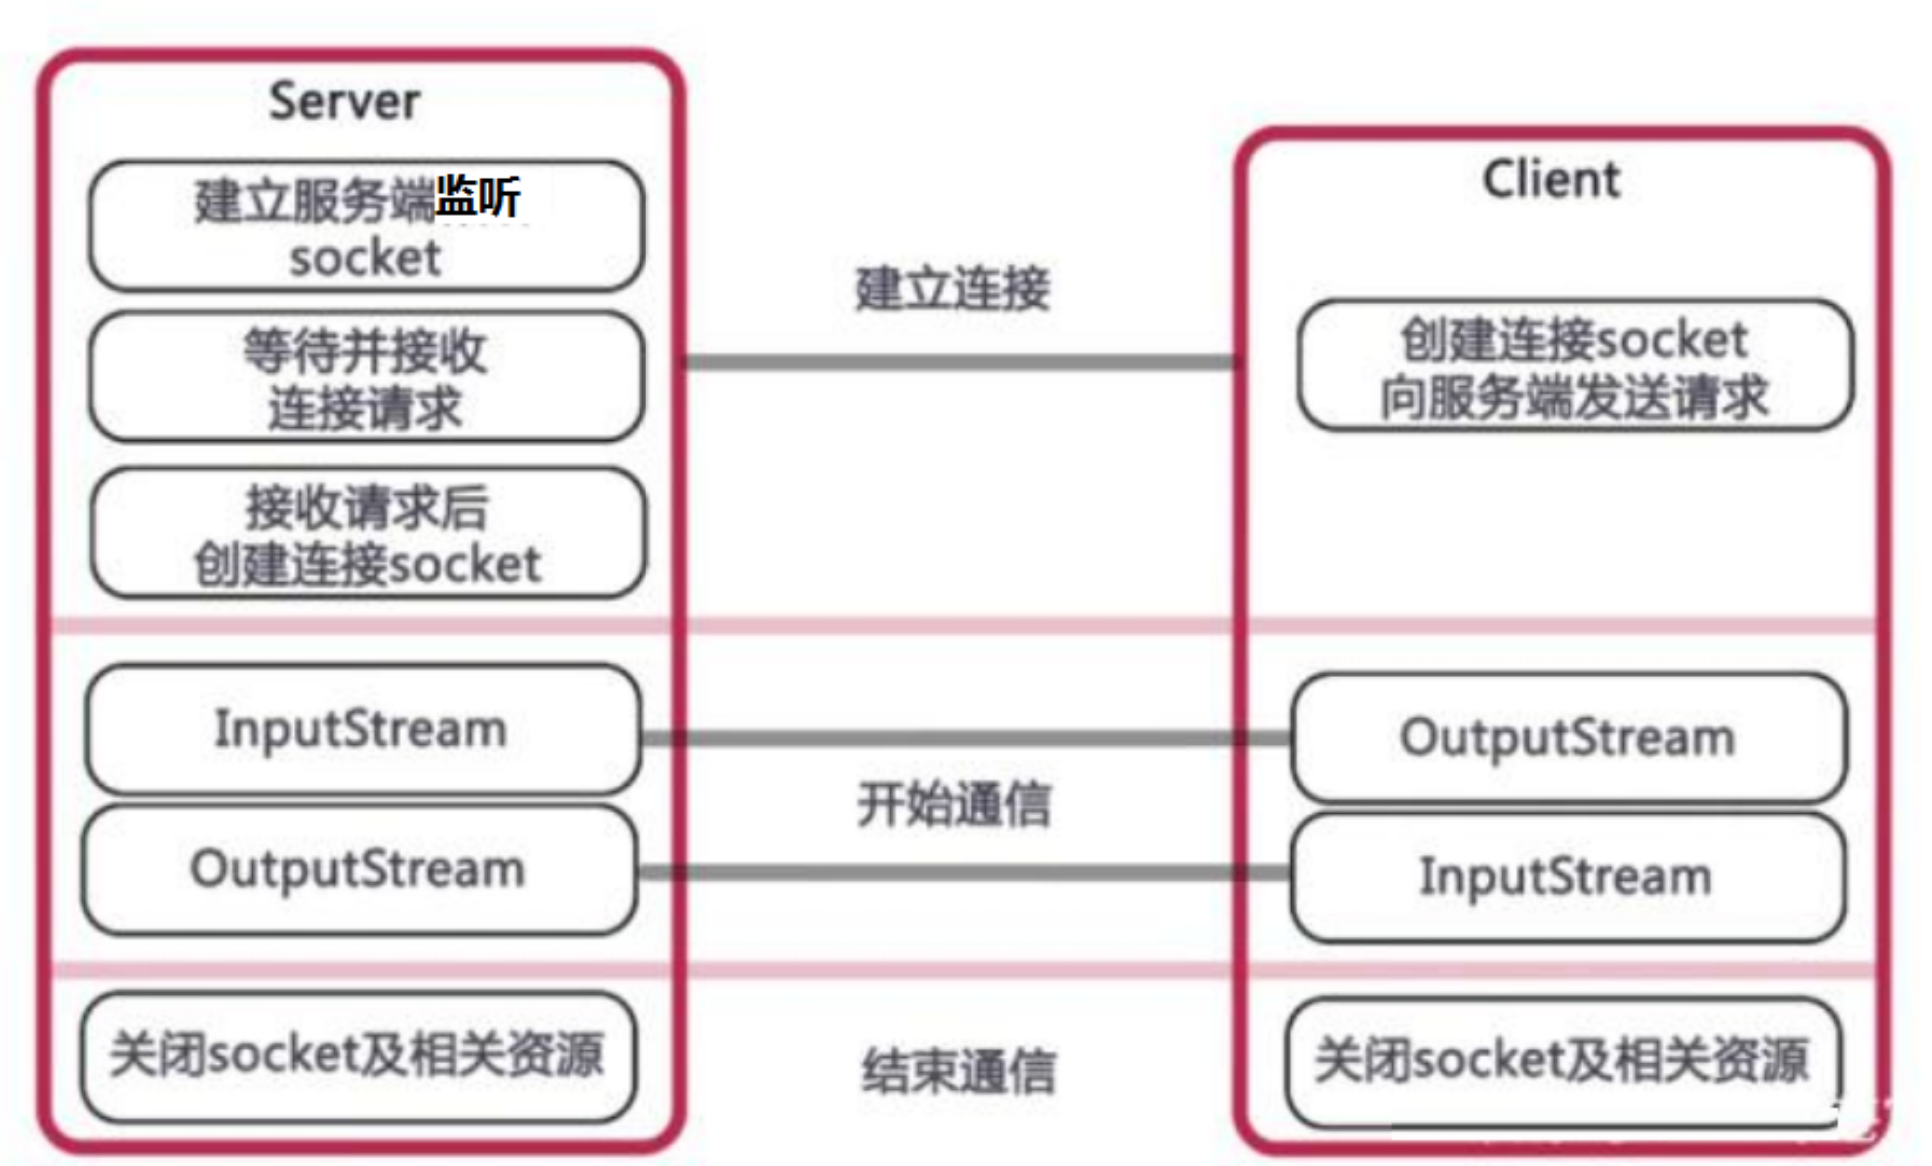 Server
建立服务端监听
socket
等待并接收
连接请求
接收请求后
创建连接socket
建立连接
Client
创建连接socket
向服务端发送请求
InputStream
OutputStream
开始通信
OutputStream
InputStream
关闭socket及相关资源
结束通信
关闭socket及相关资源